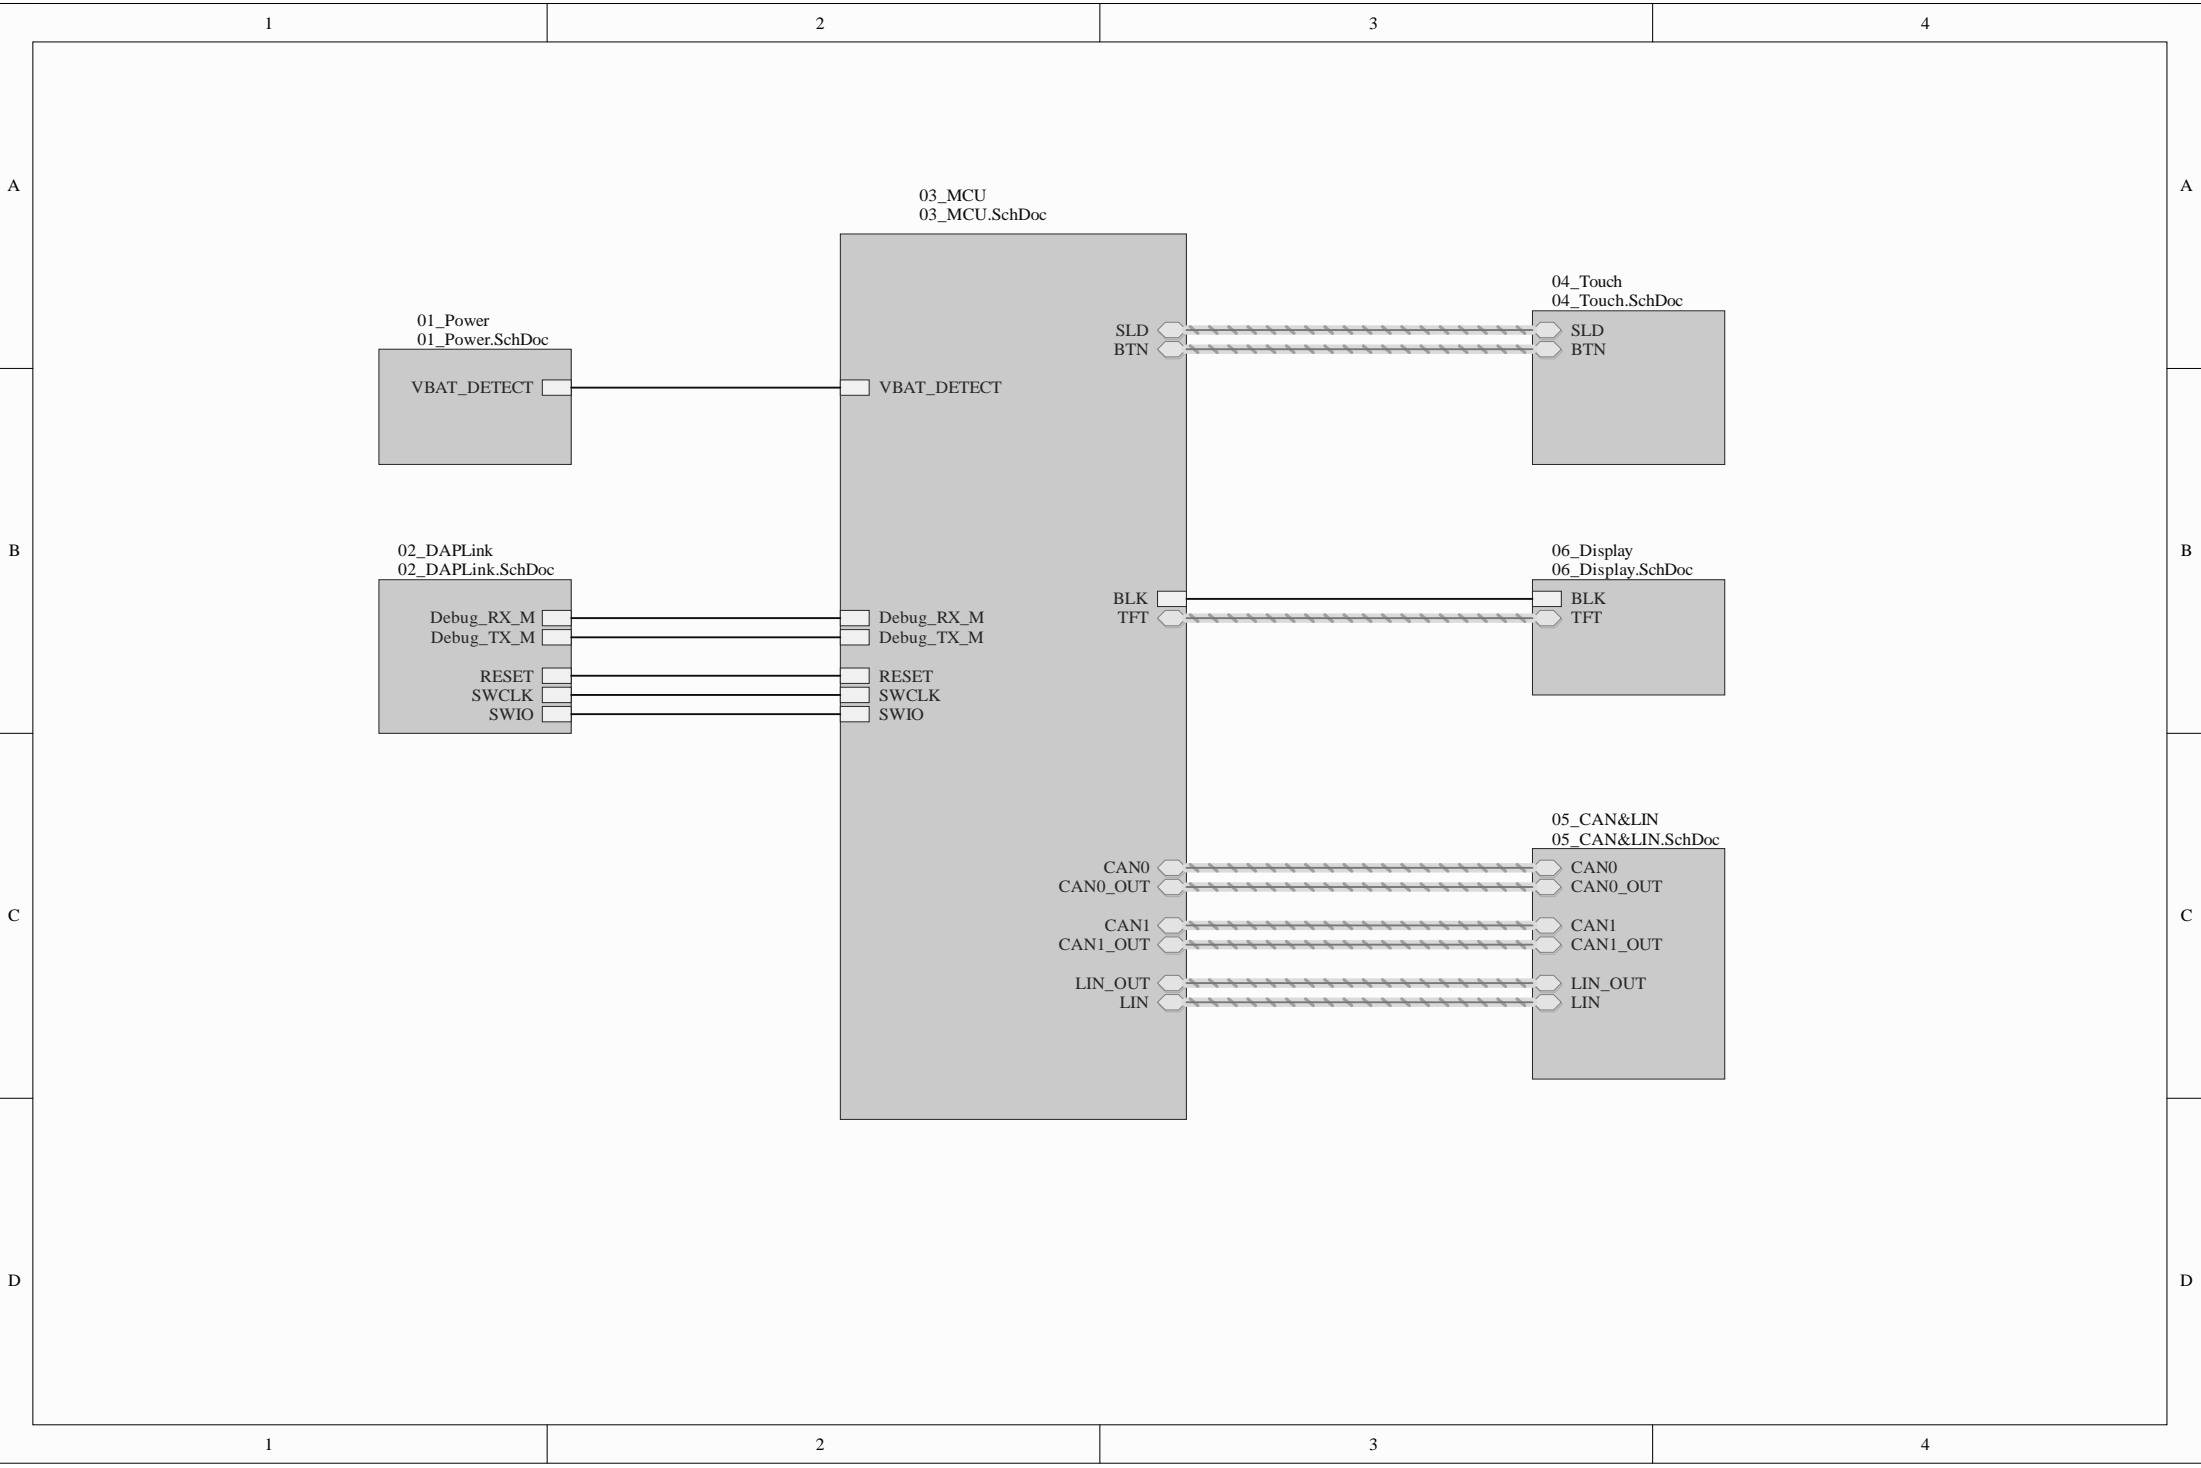 1
2
3
4
A
A
03_MCU
03_MCU.SchDoc
04_Touch
04_Touch.SchDoc
01_Power
01_Power.SchDoc
SLD
SLD
BTN
BTN
VBAT_DETECT
VBAT_DETECT
B
B
02_DAPLink
02_DAPLink.SchDoc
06_Display
06_Display.SchDoc
BLK
BLK
Debug_RX_M
Debug_RX_M
TFT
TFT
Debug_TX_M
Debug_TX_M
RESET
RESET
SWCLK
SWCLK
SWIO
SWIO
05_CAN&LIN
05_CAN&LIN.SchDoc
CAN0
CAN0
CAN0_OUT
CAN0_OUT
C
C
CAN1
CAN1
CAN1_OUT
CAN1_OUT
LIN_OUT
LIN_OUT
LIN
LIN
D
D
1
2
3
4